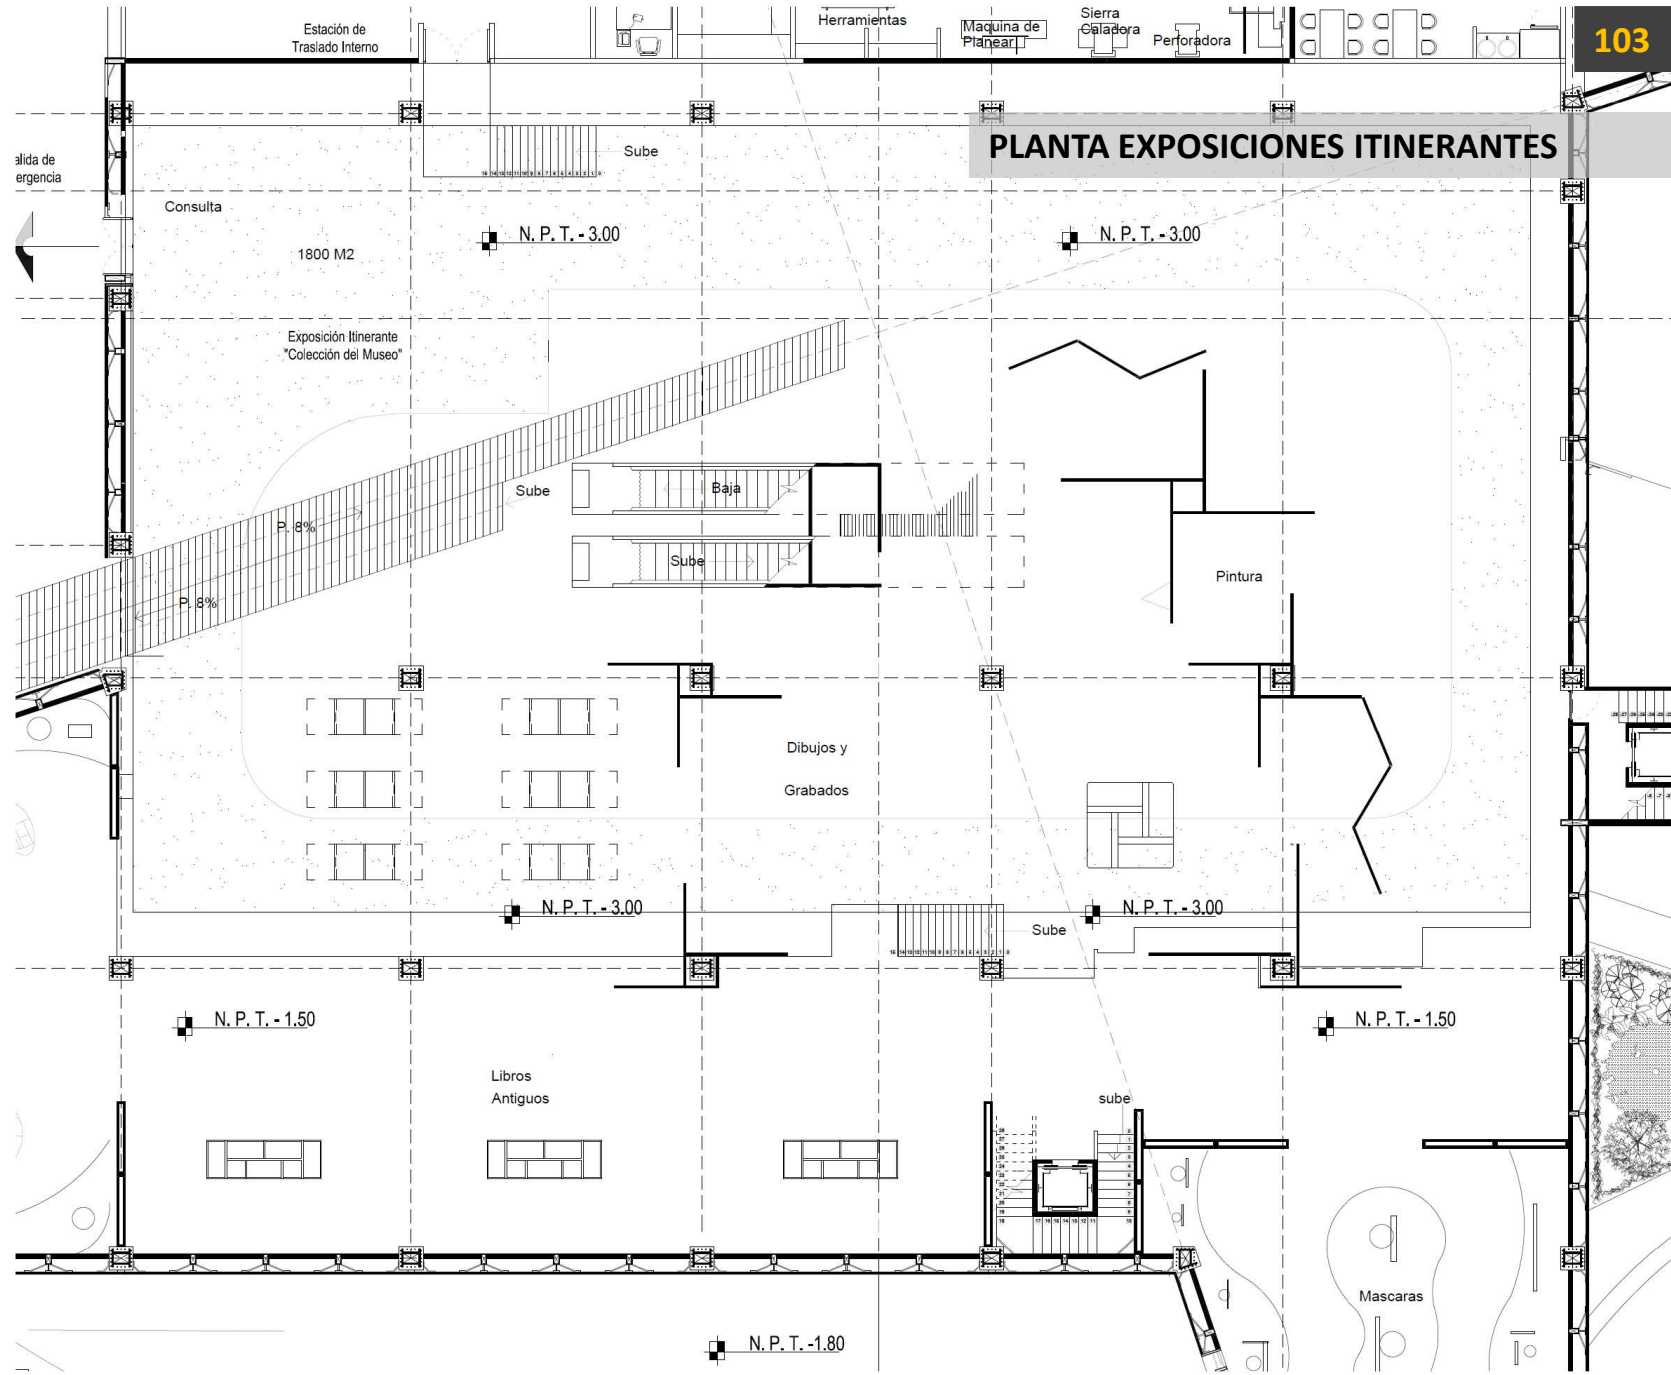 103
Estación de
Traslado Interno
Herramientas
Maquina de
Planear
Sierra
Caladora
Perforadora
PLANTA EXPOSICIONES ITINERANTES
alida de
ergencia
Sube
Consulta
N. P. T. - 3.00
N. P. T. - 3.00
1800 M2
Exposición Itinerante
"Colección del Museo"
Sube
Baja
P. 8%
Sube
P. 8%
Pintura
Dibujos y
Grabados
N. P. T. - 3.00
N. P. T. - 3.00
Sube
N. P. T. - 1.50
N. P. T. - 1.50
Libros
Antiguos
sube
Mascaras
N. P. T. -1.80